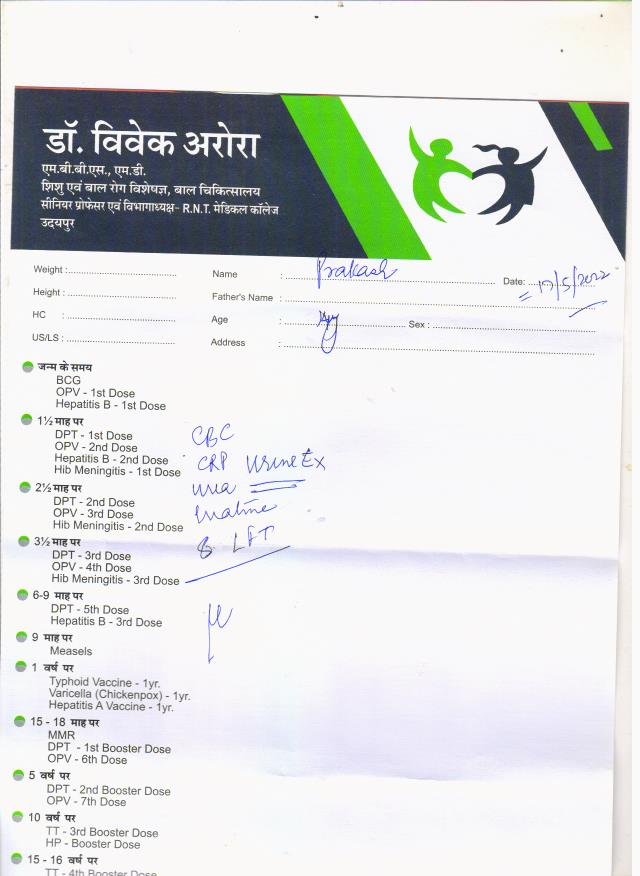 डॉ. विवेक अरोरा
एम.बी.बी.एस., एम.डी.
शिशु एवं बाल रोग विशेषज्ञ, बाल चिकित्सालय
सीनियर प्रोफेसर एवं विभागाध्यक्ष- R.N.T. मेडिकल कॉलेज
उदयपुर
Weight : Name : Prakash Date: 17/5/2022
Height : Father's Name :
HC : Age : Sex :
US/LS : Address :
जन्म के समय
BCG
OPV - 1st Dose
Hepatitis B - 1st Dose
1½ माह पर
DPT - 1st Dose CBC
OPV - 2nd Dose
Hepatitis B - 2nd Dose CRP Urine Ex
Hib Meningitis - 1st Dose
2½ माह पर
DPT - 2nd Dose
OPV - 3rd Dose
Hib Meningitis - 2nd Dose
3½ माह पर LFT
DPT - 3rd Dose
OPV - 4th Dose
Hib Meningitis - 3rd Dose
6-9 माह पर
DPT - 5th Dose
Hepatitis B - 3rd Dose
9 माह पर
Measels
1 वर्ष पर
Typhoid Vaccine - 1yr.
Varicella (Chickenpox) - 1yr.
Hepatitis A Vaccine - 1yr.
15 - 18 माह पर
MMR
DPT - 1st Booster Dose
OPV - 6th Dose
5 वर्ष पर
DPT - 2nd Booster Dose
OPV - 7th Dose
10 वर्ष पर
TT - 3rd Booster Dose
HP - Booster Dose
15 - 16 वर्ष पर
TT - 4th Booster Dose